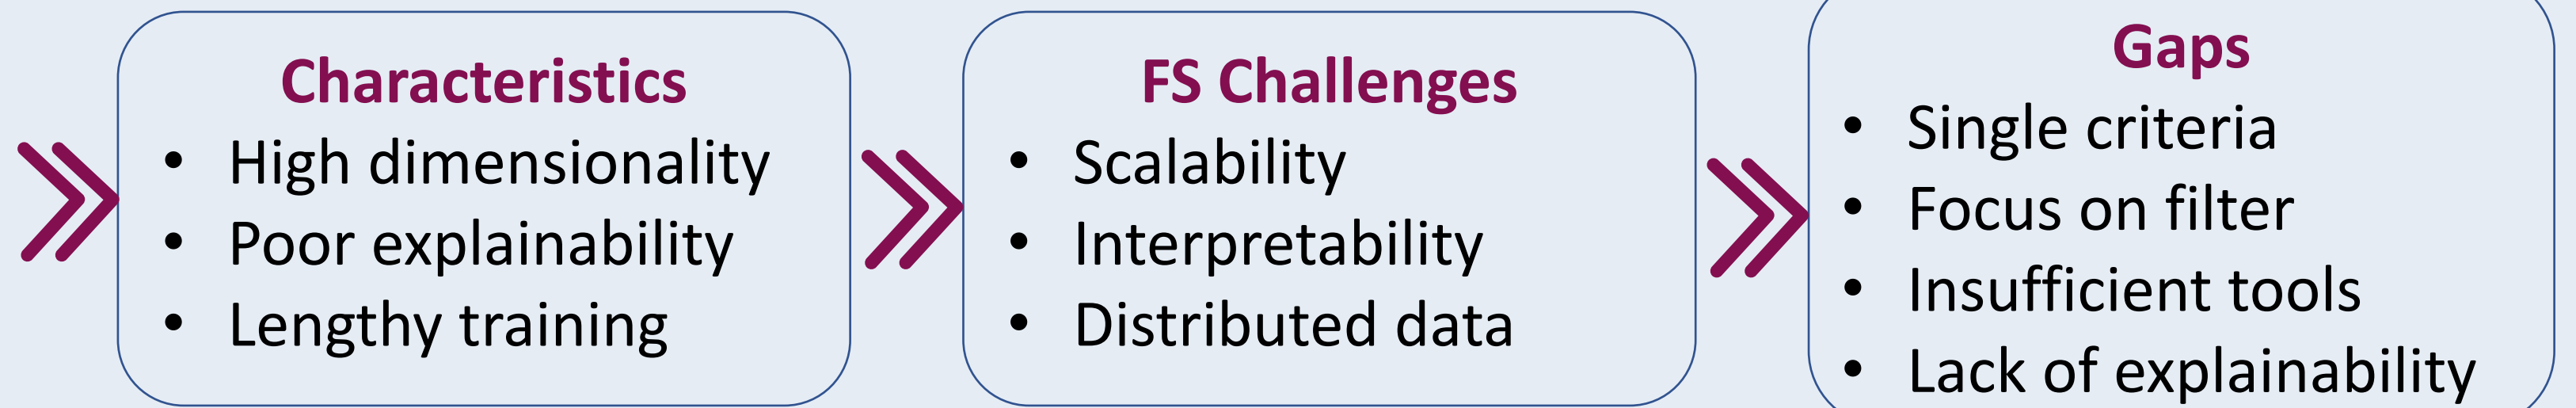 Characteristics
• High dimensionality
• Poor explainability
• Lengthy training
FS Challenges
• Scalability
• Interpretability
• Distributed data
Gaps
• Single criteria
• Focus on filter
• Insufficient tools
• Lack of explainability